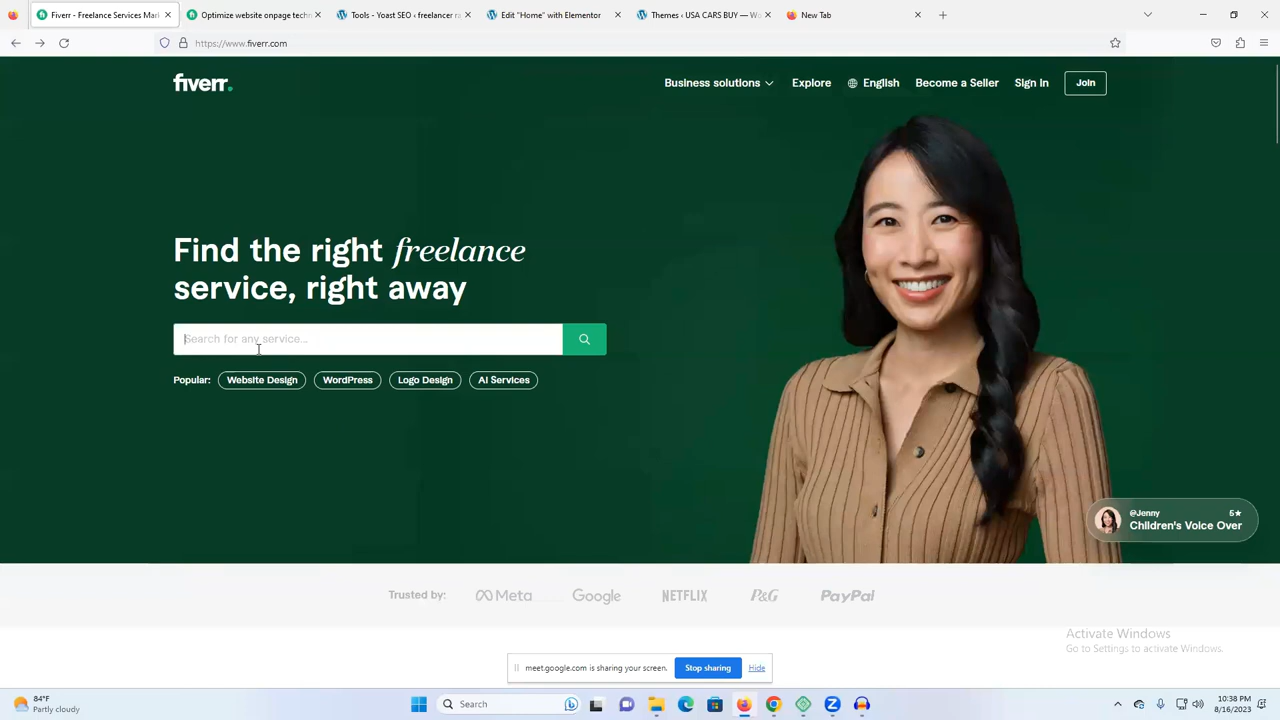 Fiverr - Freelance Services Mark
Optimize website onpage techn
Tools - Yoast SEO ‹ freelancer ra
Edit "Home" with Elementor
Themes ‹ USA CARS BUY — Wo
New Tab
https://www.fiverr.com
fiverr.
Business solutions
Explore
English
Become a Seller
Sign In
Join
Find the right freelance
service, right away
Search for any service...
Popular:
Website Design
WordPress
Logo Design
AI Services
@Jenny
5★
Children's Voice Over
Trusted by:
Meta
Google
NETFLIX
P&G
PayPal
Activate Windows
Go to Settings to activate Windows.
meet.google.com is sharing your screen.
Stop sharing
Hide
84°F
Partly cloudy
Search
10:38 PM
8/16/2023